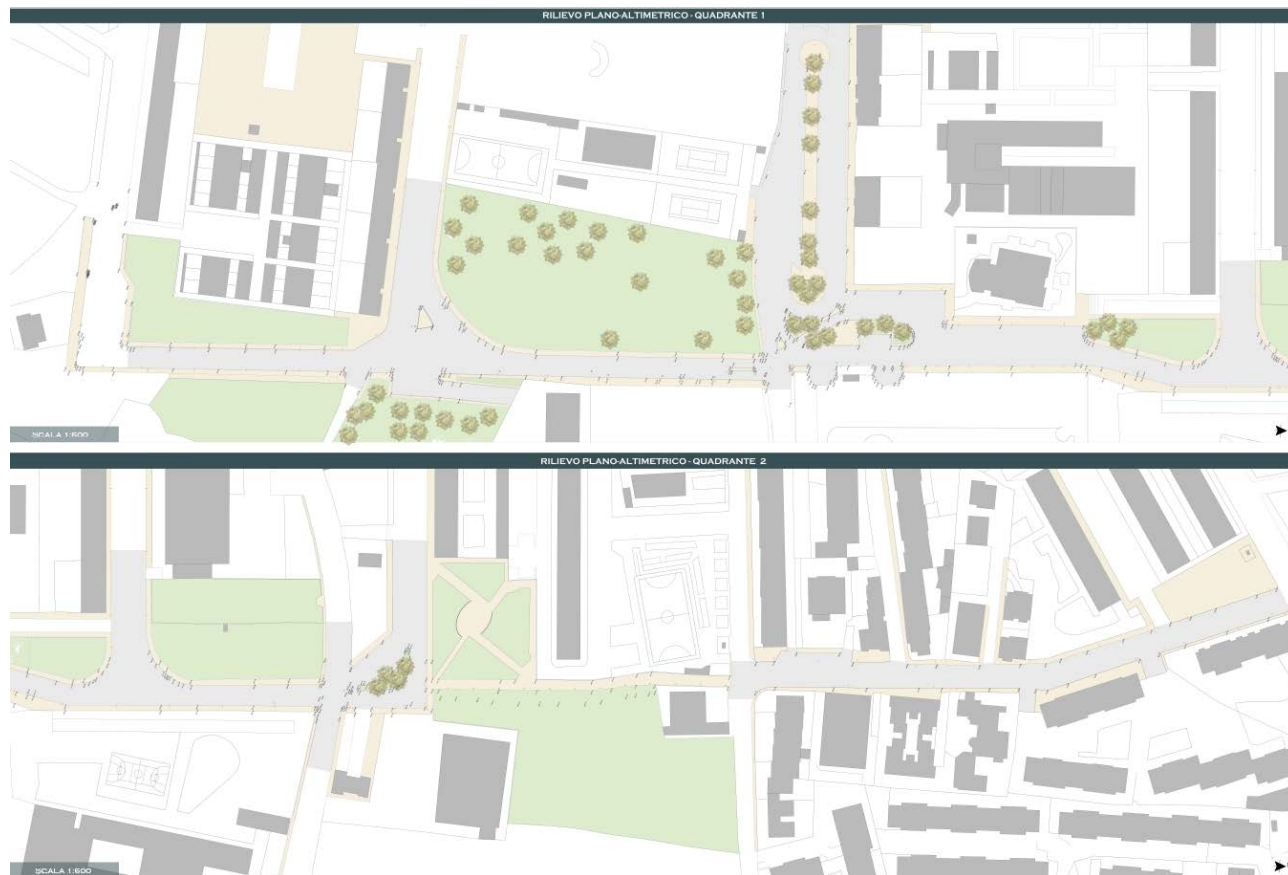 RILIEVO PLANO-ALTIMETRICO - QUADRANTE 1
SCALA 1:500
RILIEVO PLANO-ALTIMETRICO - QUADRANTE 2
SCALA 1:500